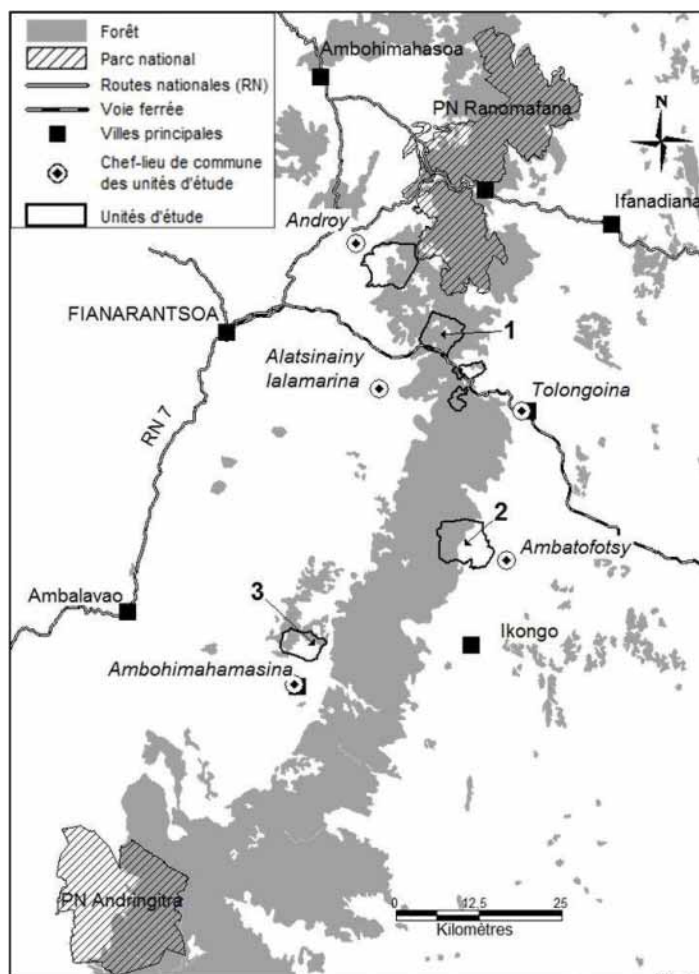 Forêt
Parc national
Routes nationales (RN)
Voie ferrée
Villes principales
Chef-lieu de commune
des unités d'étude
Unités d'étude
Ambohimahasoa
PN Ranomafana
N
Ifanadiana
Androy
FIANARANTSOA
1
Alatsinainy
Ialamarina
Tolongoina
RN 7
2
Ambatofotsy
Ambalavao
3
Ikongo
Ambohimahamasina
PN Andringitra
0 12,5 25
Kilomètres